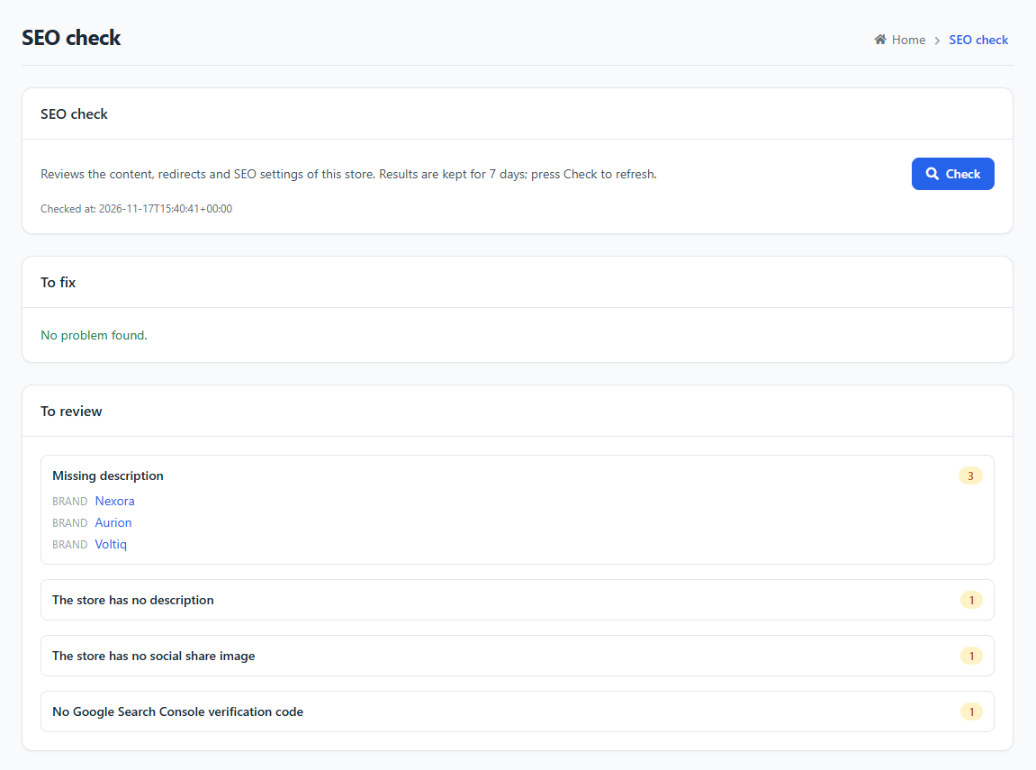 SEO check
Home > SEO check
SEO check
Reviews the content, redirects and SEO settings of this store. Results are kept for 7 days; press Check to refresh.
Check
Checked at: 2026-11-17T15:40:41+00:00
To fix
No problem found.
To review
Missing description 3
BRAND Nexora
BRAND Aurion
BRAND Voltiq
The store has no description 1
The store has no social share image 1
No Google Search Console verification code 1